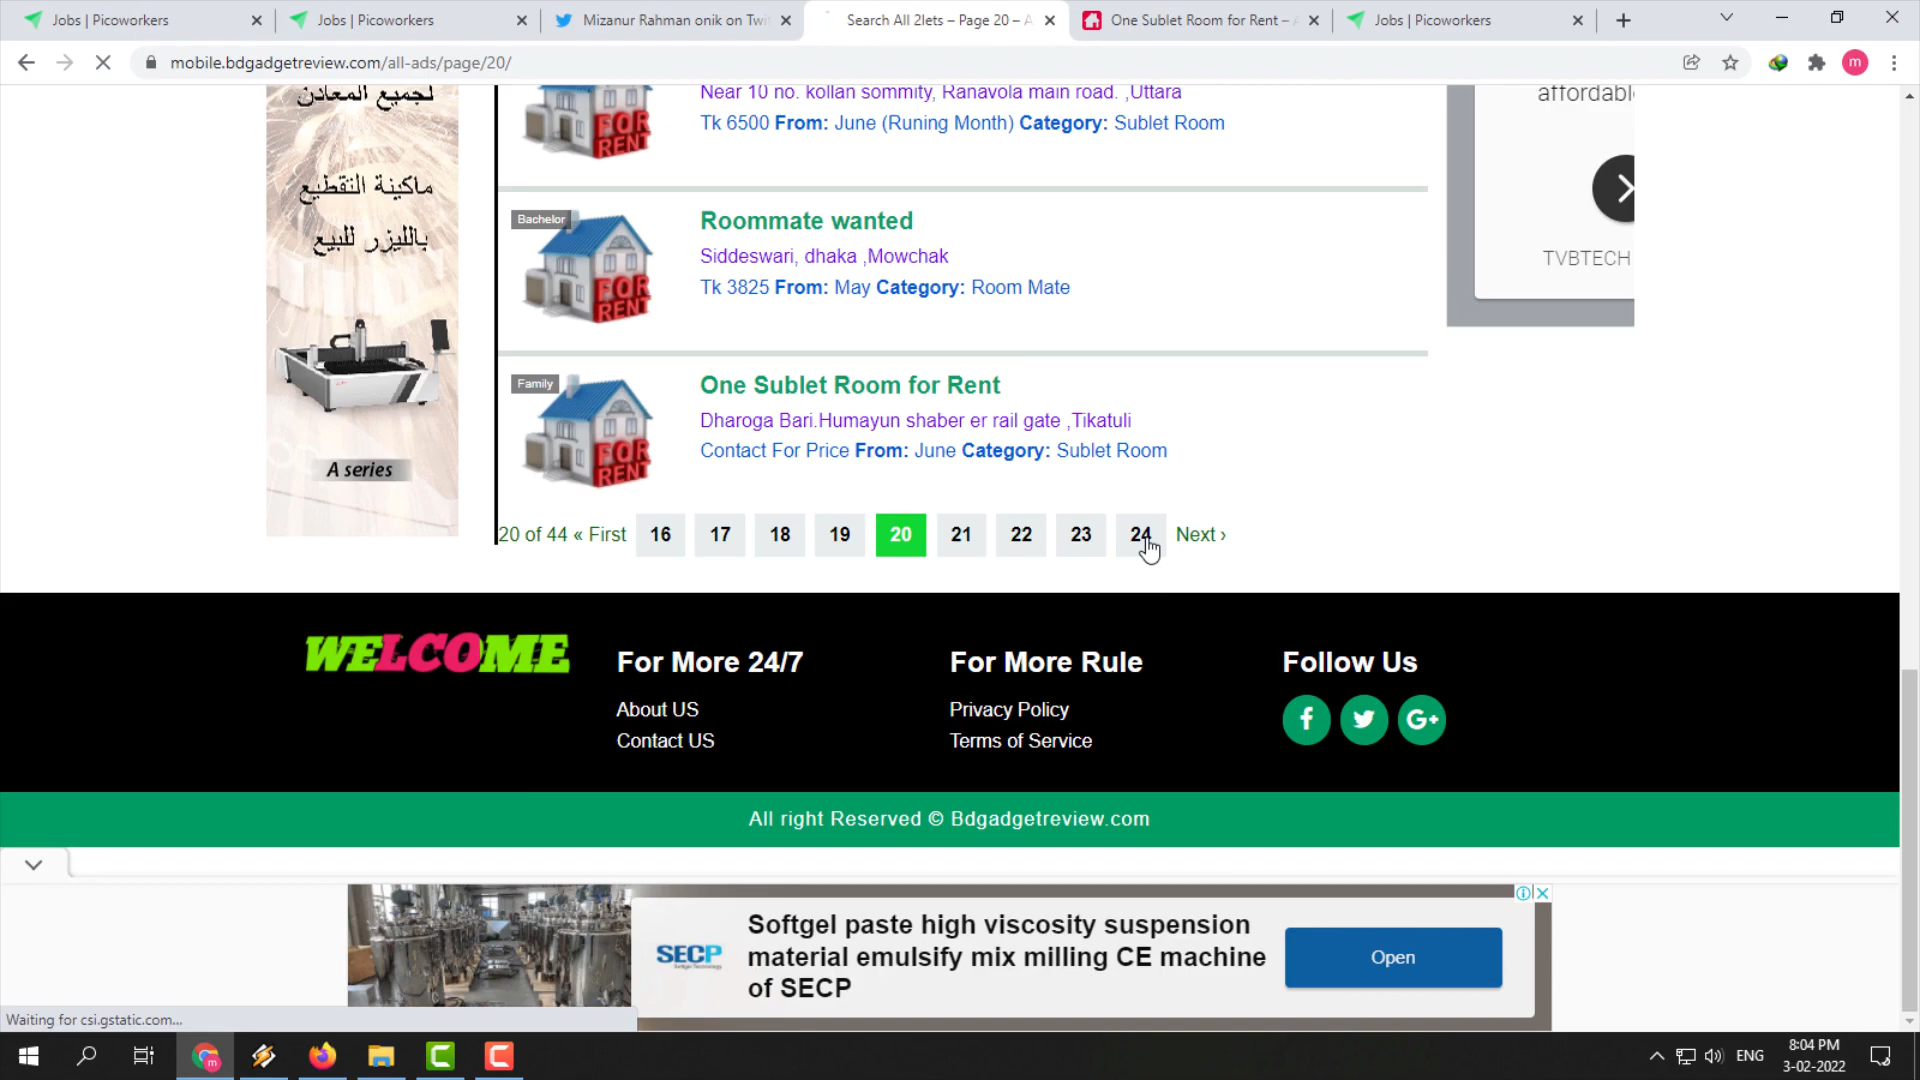 Jobs | Picoworkers
Jobs | Picoworkers
Mizanur Rahman onik on Twi
Search All 2lets – Page 20 – A
One Sublet Room for Rent – A
Jobs | Picoworkers
mobile.bdgadgetreview.com/all-ads/page/20/
m
لجميع المعادن
ماكينة التقطيع
بالليزر للبيع
A series
Near 10 no. kollan sommity, Ranavola main road. ,Uttara
Tk 6500 From: June (Runing Month) Category: Sublet Room
FOR RENT
Bachelor
Roommate wanted
Siddeswari, dhaka ,Mowchak
Tk 3825 From: May Category: Room Mate
FOR RENT
Family
One Sublet Room for Rent
Dharoga Bari.Humayun shaber er rail gate ,Tikatuli
Contact For Price From: June Category: Sublet Room
FOR RENT
affordabl
TVBTECH
20 of 44 « First 16 17 18 19 20 21 22 23 24 Next ›
WELCOME
For More 24/7
About US
Contact US
For More Rule
Privacy Policy
Terms of Service
Follow Us
f
G+
All right Reserved © Bdgadgetreview.com
SECP
Softgel paste high viscosity suspension
material emulsify mix milling CE machine
of SECP
Open
Waiting for csi.gstatic.com...
m
ENG
8:04 PM
3-02-2022